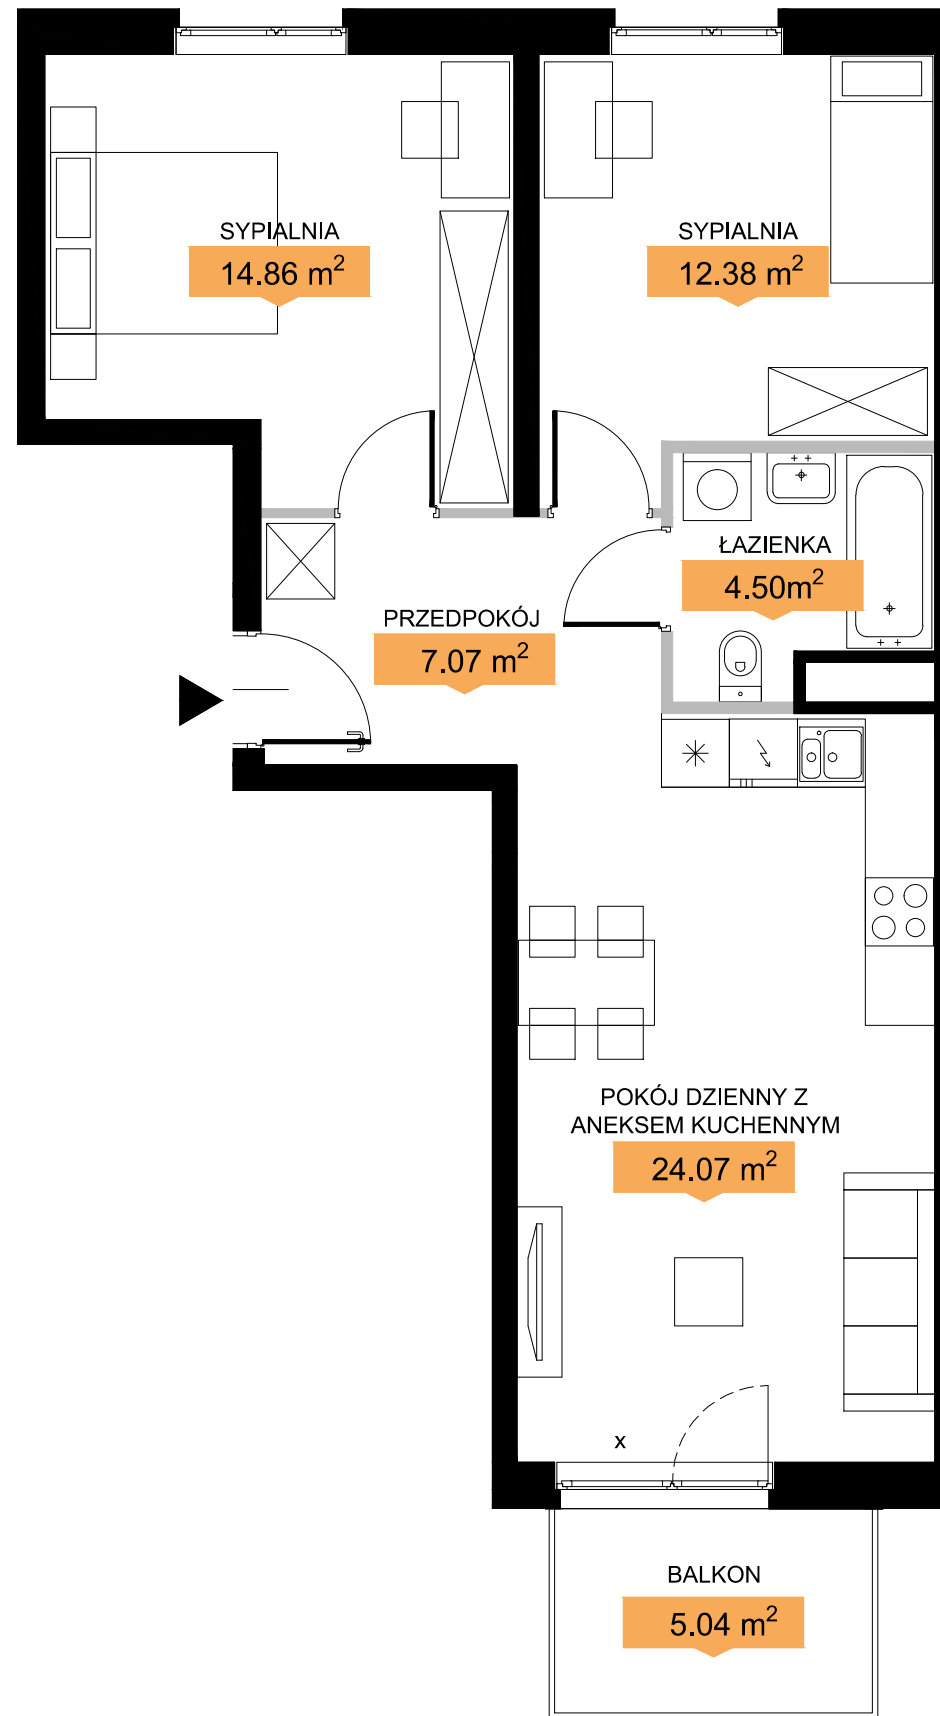 SYPIALNIA
14.86 m²
SYPIALNIA
12.38 m²
ŁAZIENKA
4.50m²
PRZEDPOKÓJ
7.07 m²
POKÓJ DZIENNY Z
ANEKSEM KUCHENNYM
24.07 m²
x
BALKON
5.04 m²